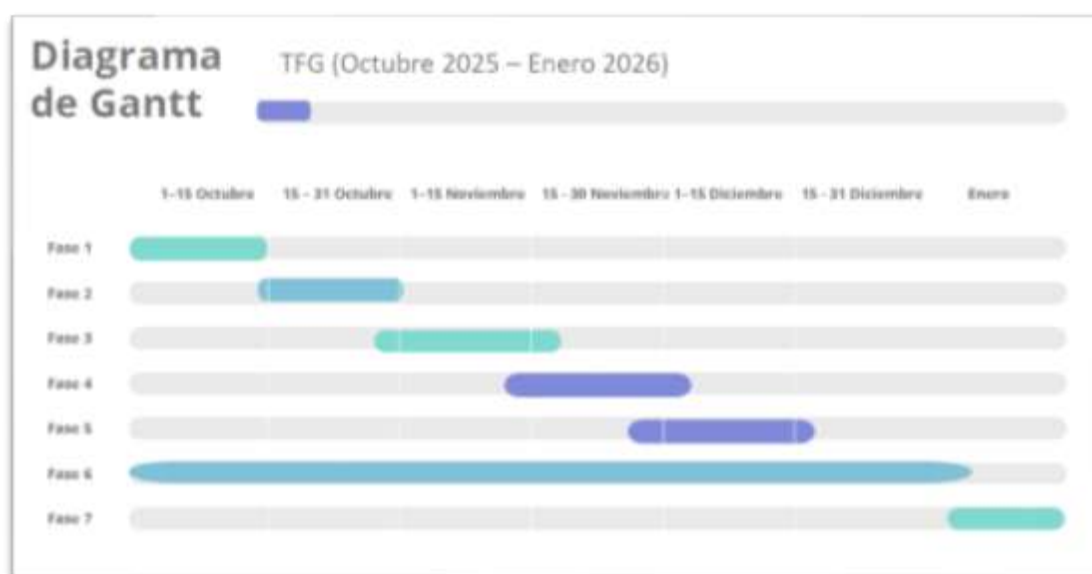 Diagrama
de Gantt
TFG (Octubre 2025 – Enero 2026)
1-15 Octubre 15 - 31 Octubre 1-15 Noviembre 15 - 30 Noviembre 1-15 Diciembre 15 - 31 Diciembre Enero
Fase 1
Fase 2
Fase 3
Fase 4
Fase 5
Fase 6
Fase 7